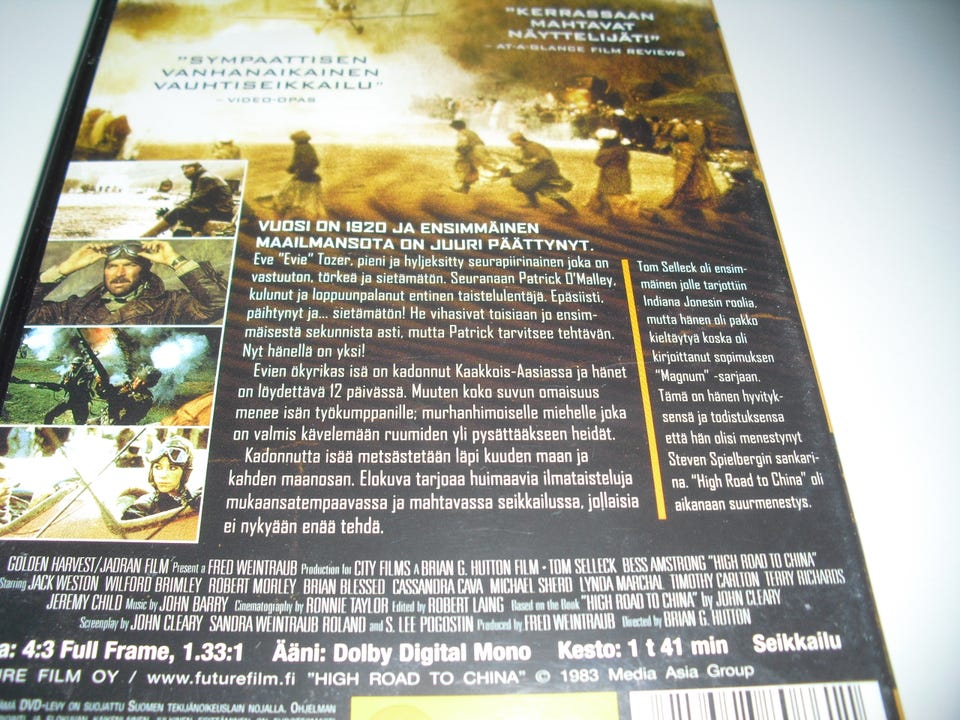 "KERRASSAAN
MAHTAVAT
NÄYTTELIJÄT!"
- AT-A-GLANCE FILM REVIEWS
"SYMPAATTISEN
VANHANAIKAINEN
VAUHTISEIKKAILU"
- VIDEO-OPAS
VUOSI ON 1920 JA ENSIMMÄINEN
MAAILMANSOTA ON JUURI PÄÄTTYNYT.
Eve "Evie" Tozer, pieni ja hyljeksitty seurapiirinainen joka on
vastuuton, törkeä ja sietämätön. Seuranaan Patrick O'Malley,
kulunut ja loppuunpalanut entinen taistelulentäjä. Epäsiisti,
päihtynyt ja... sietämätön! He vihasivat toisiaan jo ensim-
mäisestä sekunnista asti, mutta Patrick tarvitsee tehtävän.
Nyt hänellä on yksi!
Evien ökyrikas isä on kadonnut Kaakkois-Aasiassa ja hänet
on löydettävä 12 päivässä. Muuten koko suvun omaisuus
menee isän työkumppanille; murhanhimoiselle miehelle joka
on valmis kävelemään ruumiden yli pysättääkseen heidät.
Kadonnutta isää metsästetään läpi kuuden maan ja
kahden maanosan. Elokuva tarjoaa huimaavia ilmataisteluja
mukaansatempaavassa ja mahtavassa seikkailussa, jollaisia
ei nykyään enää tehdä.
Tom Selleck oli ensim-
mäinen jolle tarjottiin
Indiana Jonesin roolia,
mutta hänen oli pakko
kieltäytyä koska oli
kirjoittanut sopimuksen
"Magnum" -sarjaan.
Tämä on hänen hyvityk-
sensä ja todistuksensa
että hän olisi menestynyt
Steven Spielbergin sankari-
na. "High Road to China" oli
aikanaan suurmenestys.
GOLDEN HARVEST/JADRAN FILM Present a FRED WEINTRAUB Production for CITY FILMS A BRIAN G. HUTTON FILM · TOM SELLECK BESS AMSTRONG "HIGH ROAD TO CHINA"
Starring JACK WESTON WILFORD BRIMLEY ROBERT MORLEY BRIAN BLESSED CASSANDRA CAVA MICHAEL SHERD LYNDA MARCHAL TIMOTHY CARLTON TERRY RICHARDS
JEREMY CHILD Music by JOHN BARRY Cinematography by RONNIE TAYLOR Edited by ROBERT LAING Based on the Book "HIGH ROAD TO CHINA" by JOHN CLEARY
Screenplay by JOHN CLEARY SANDRA WEINTRAUB ROLAND and S. LEE POGOSTIN Produced by FRED WEINTRAUB Directed by BRIAN G. HUTTON
a: 4:3 Full Frame, 1.33:1 Ääni: Dolby Digital Mono Kesto: 1 t 41 min Seikkailu
URE FILM OY / www.futurefilm.fi "HIGH ROAD TO CHINA" © 1983 Media Asia Group
ÄMÄ DVD-LEVY ON SUOJATTU SUOMEN TEKIJÄNOIKEUSLAIN NOJALLA. OHJELMAN